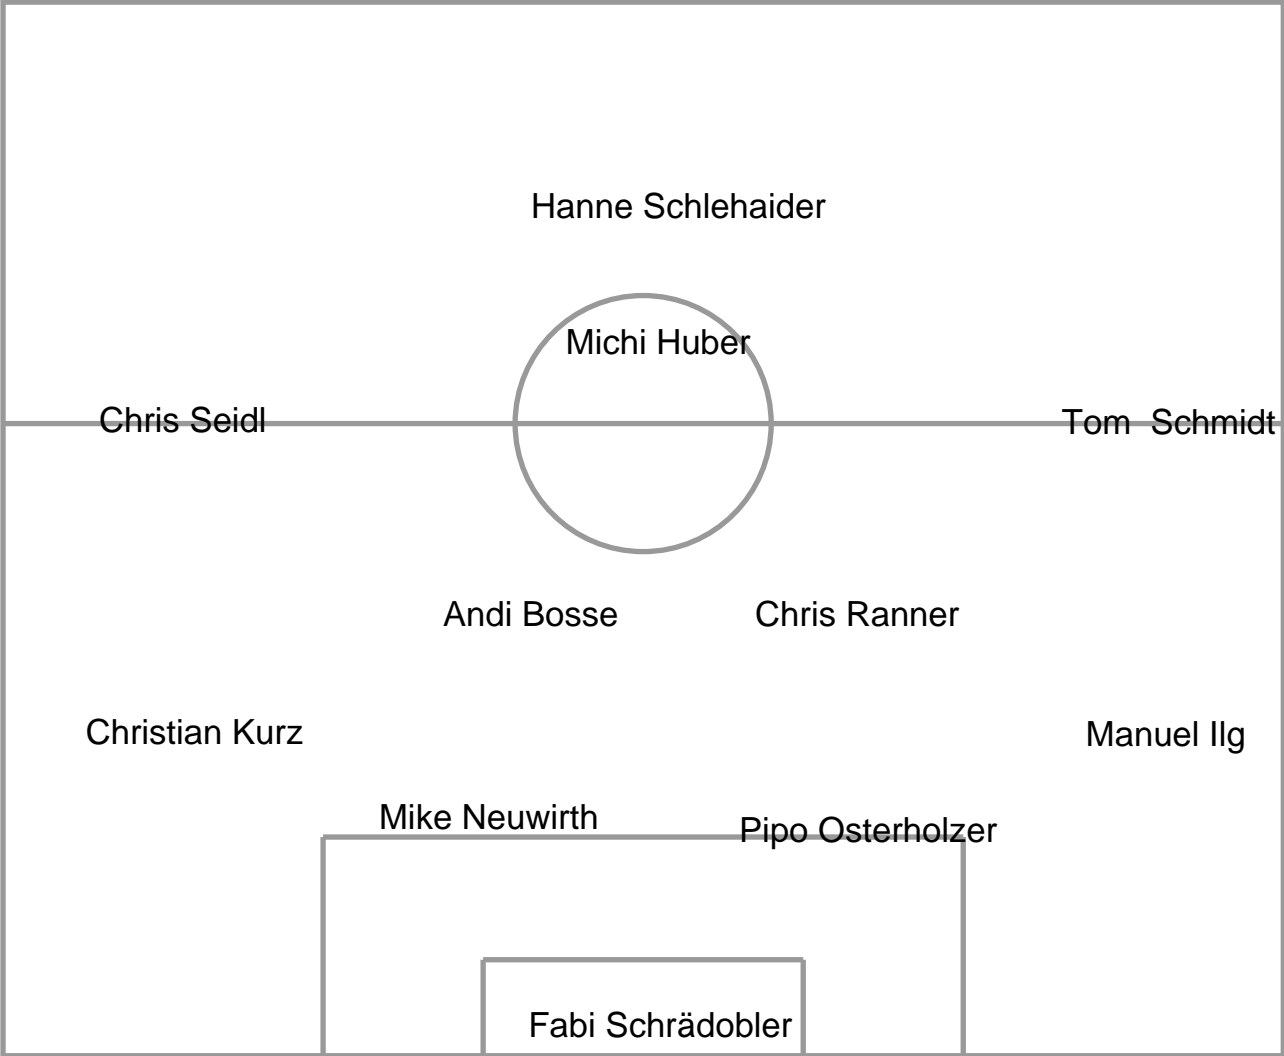 Hanne Schlehaider
Michi Huber
Chris Seidl
Tom  Schmidt
Andi Bosse
Chris Ranner
Christian Kurz
Manuel Ilg
Mike Neuwirth
Pipo Osterholzer
Fabi Schrädobler